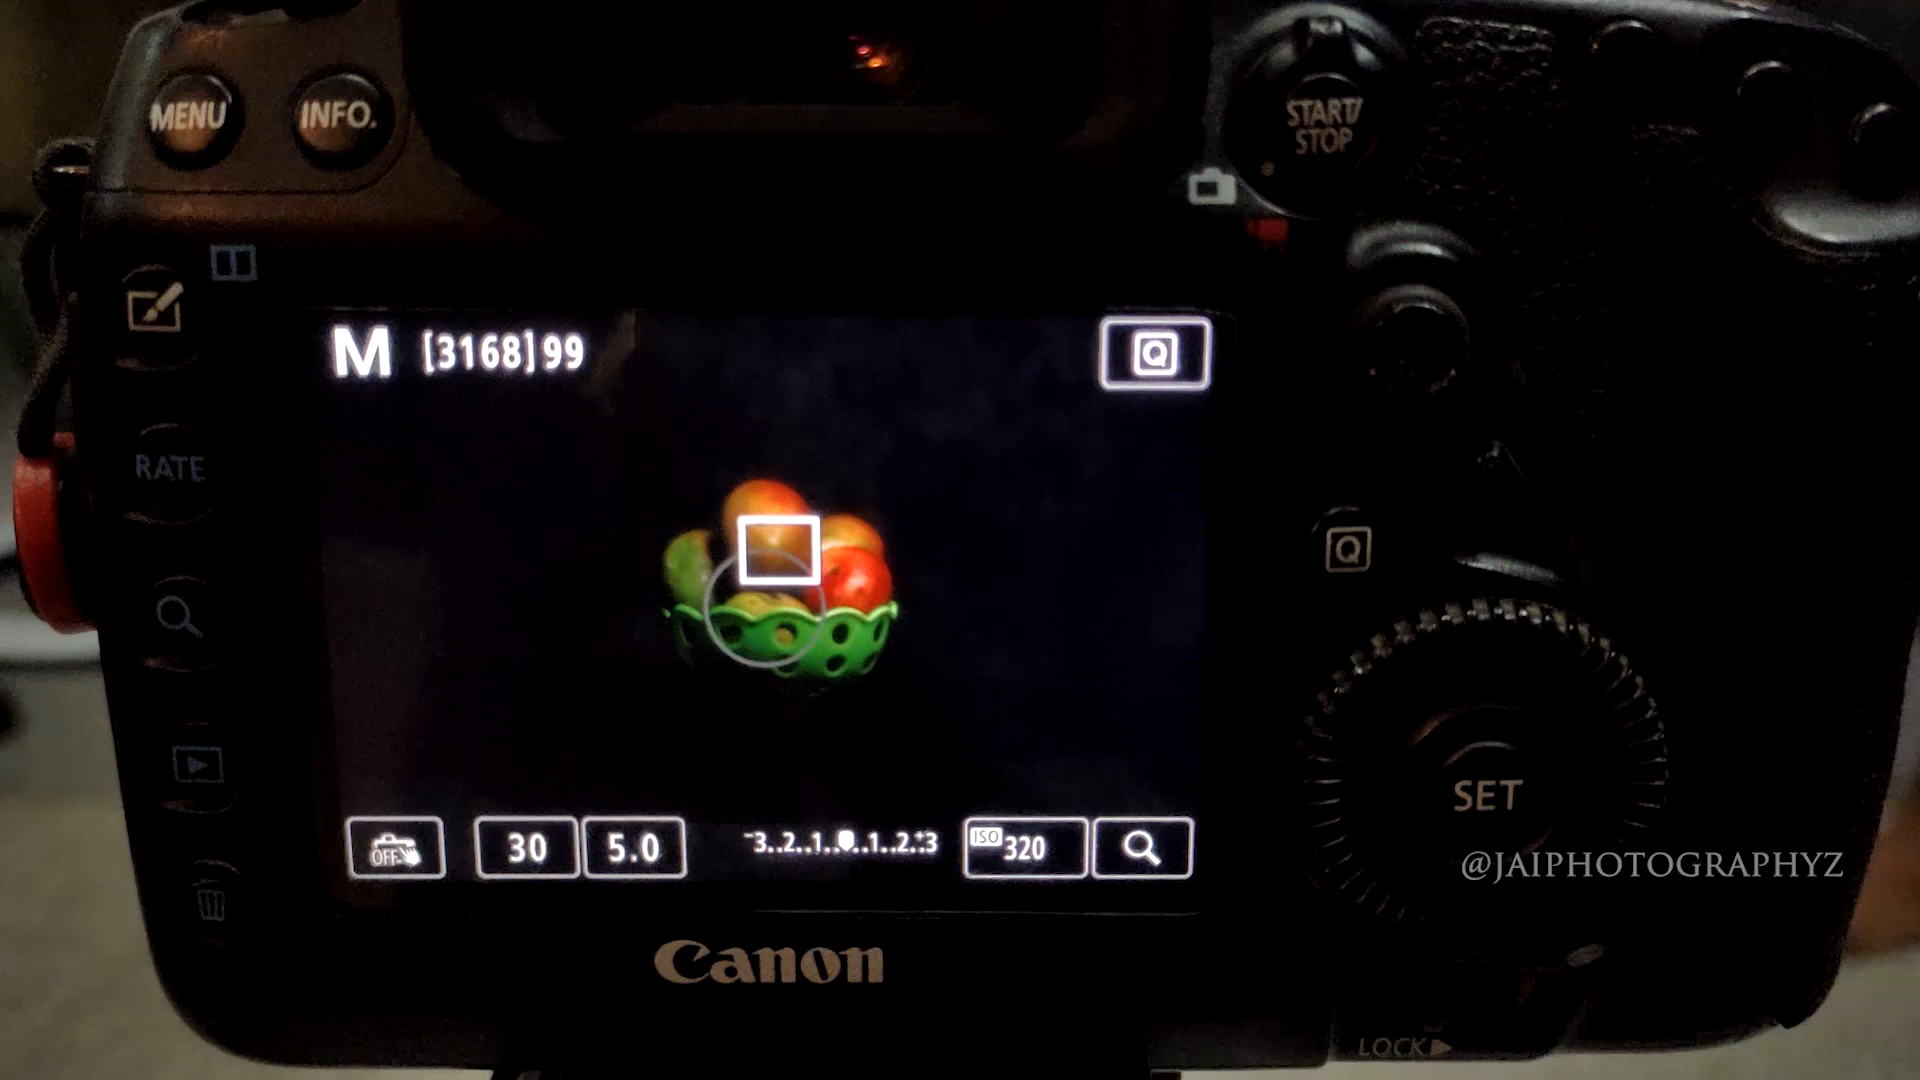 MENU INFO.
START/
STOP
M [3168]99 Q
RATE
Q
OFF 30 5.0 -3..2..1..0..1..2..+3 ISO 320
SET
@JAIPHOTOGRAPHYZ
Canon
LOCK